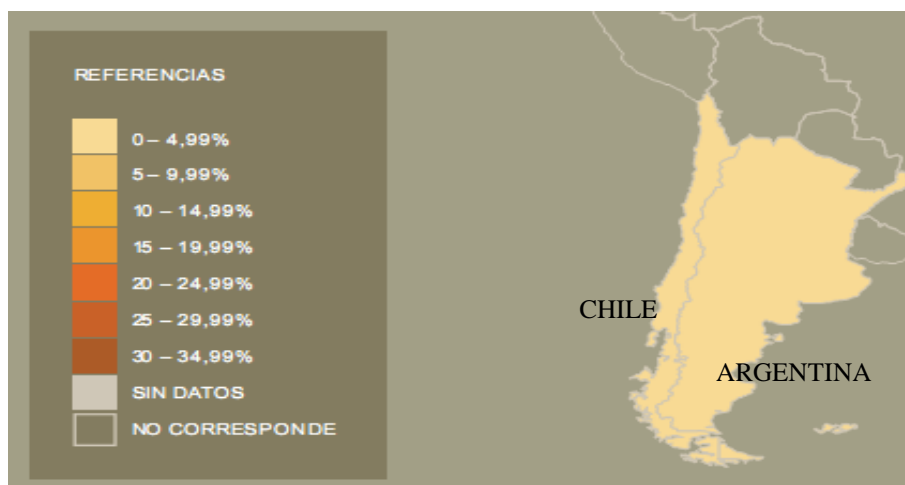 REFERENCIAS
0 – 4,99%
5 – 9,99%
10 – 14,99%
15 – 19,99%
20 – 24,99%
25 – 29,99%
30 – 34,99%
SIN DATOS
NO CORRESPONDE
CHILE
ARGENTINA